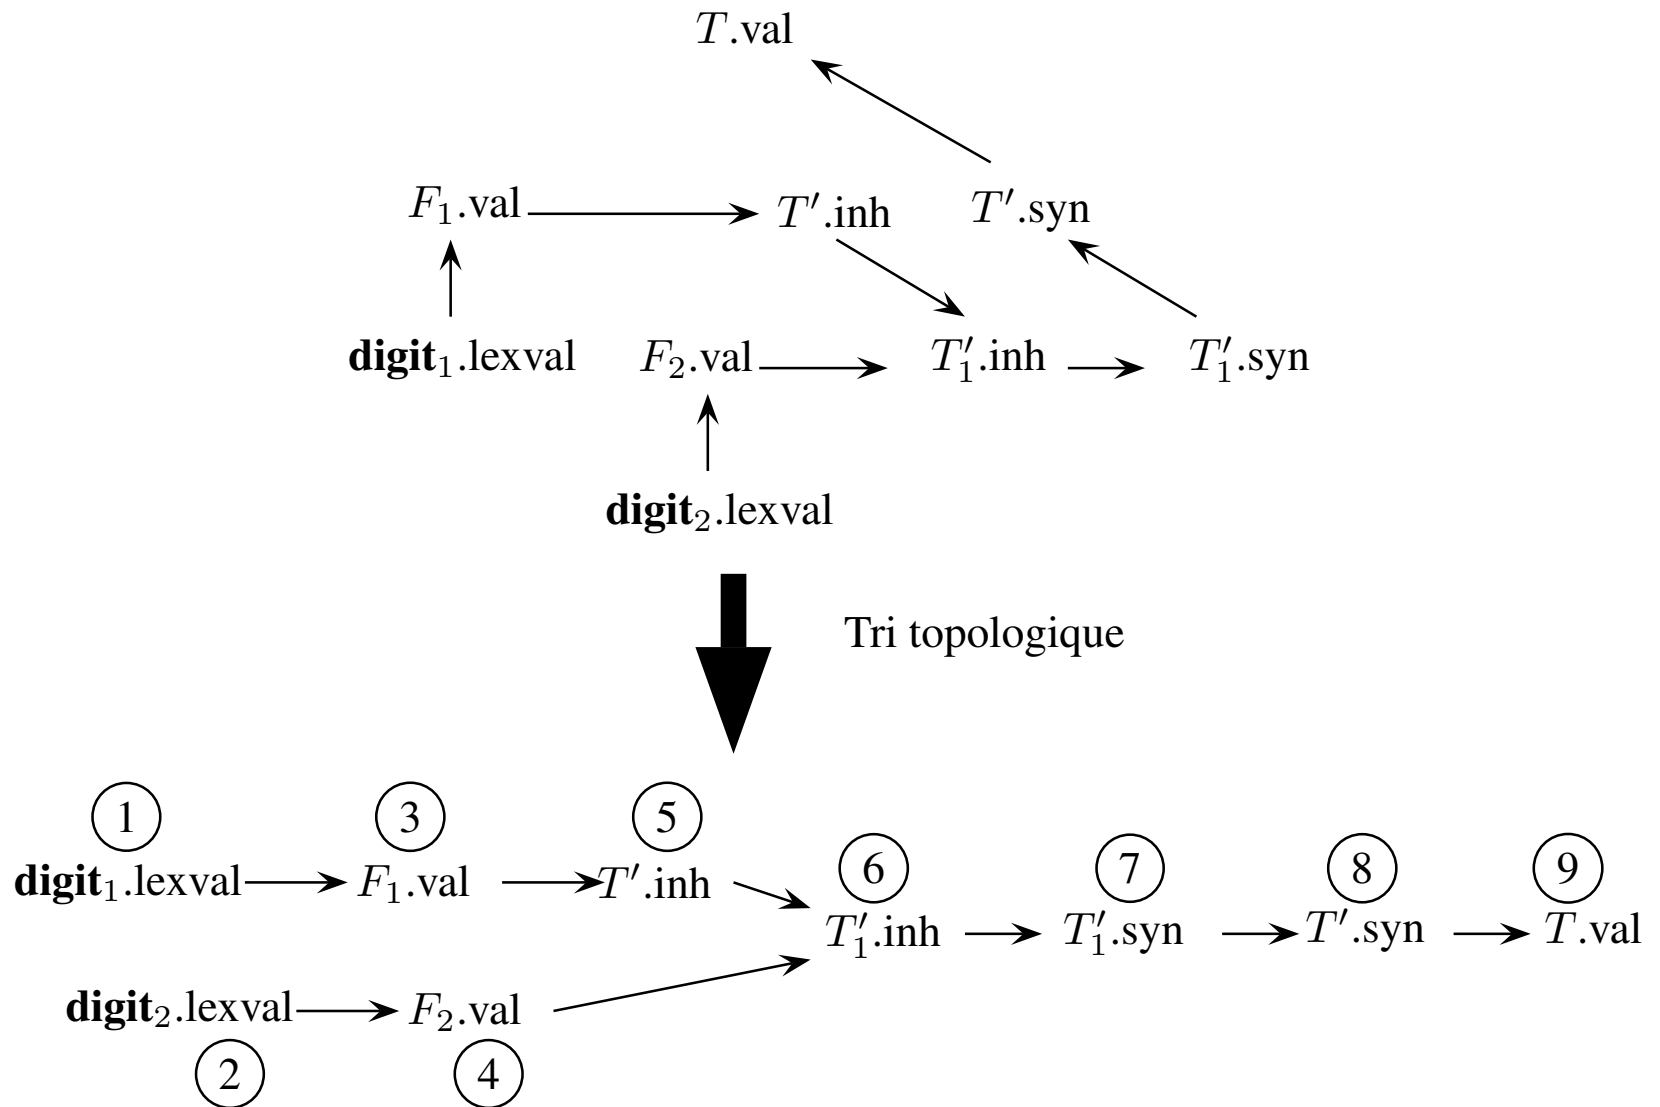 T.val
F₁.val T′.inh T′.syn
digit₁.lexval F₂.val T′₁.inh T′₁.syn
digit₂.lexval
Tri topologique
1 3 5
6 7 8 9
digit₁.lexval F₁.val T′.inh
T′₁.inh T′₁.syn T′.syn T.val
digit₂.lexval F₂.val
2 4